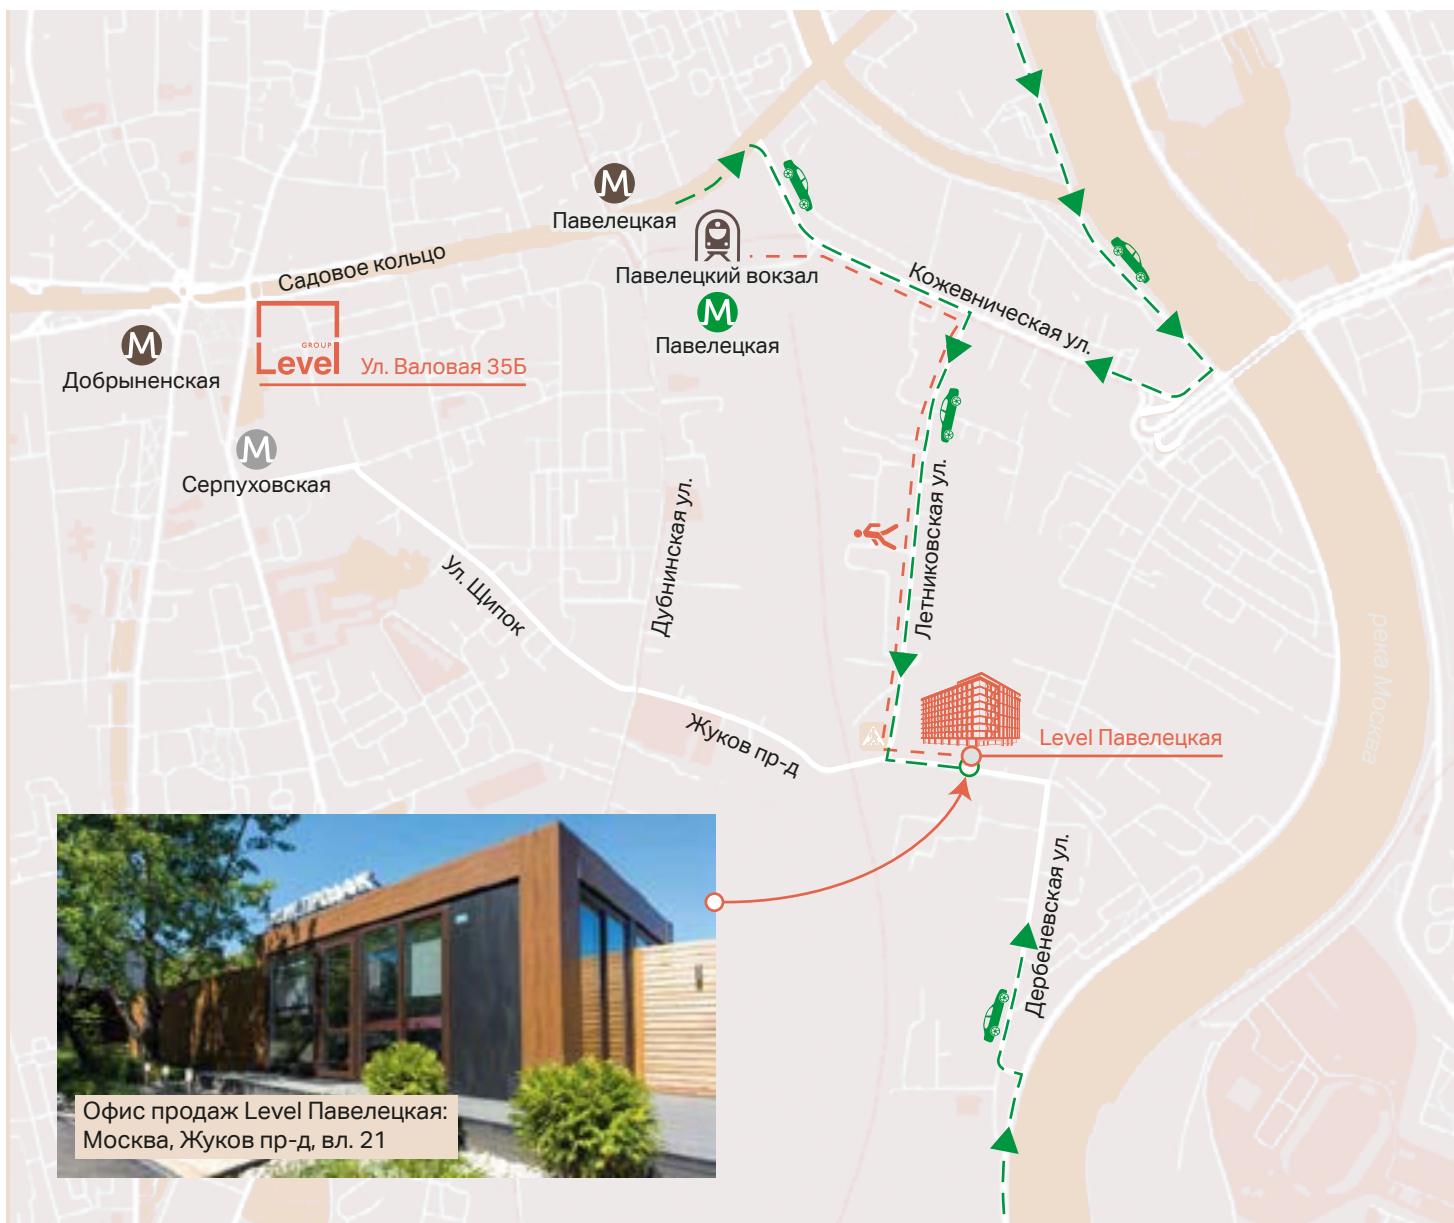 М
Павелецкая
Садовое кольцо
Павелецкий вокзал
М
Павелецкая
Кожевническая ул.
М
Добрыненская
GROUP
Level
Ул. Валовая 35Б
М
Серпуховская
Ул. Щипок
Дубнинская ул.
Летниковская ул.
река Москва
Жуков пр-д
Level Павелецкая
Дербеневская ул.
Офис продаж Level Павелецкая:
Москва, Жуков пр-д, вл. 21